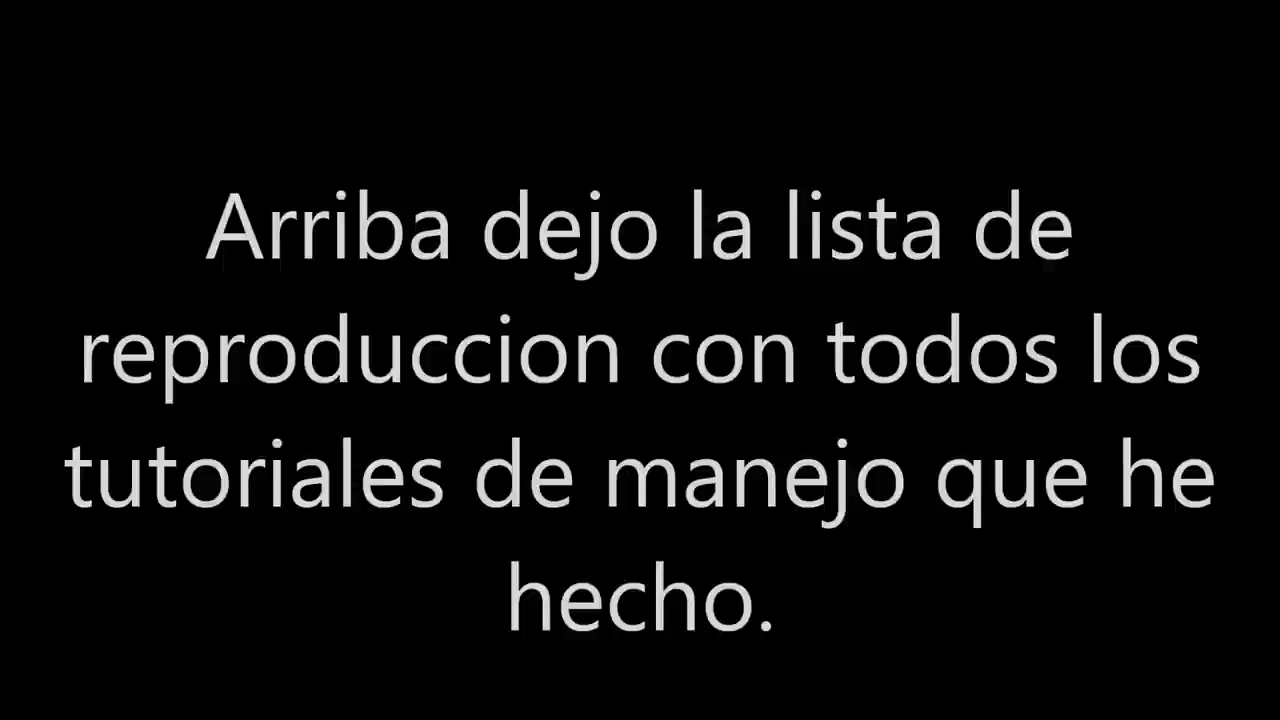 Arriba dejo la lista de
reproduccion con todos los
tutoriales de manejo que he
hecho.